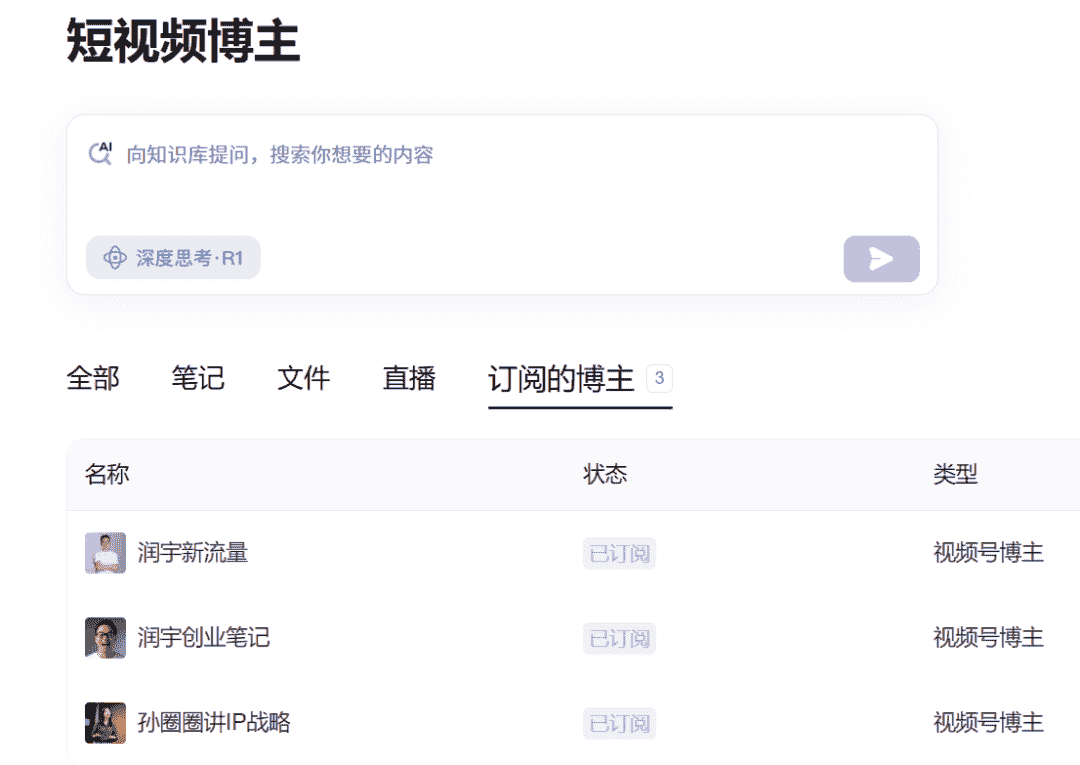 短视频博主
AI 向知识库提问，搜索你想要的内容
深度思考·R1
全部 笔记 文件 直播 订阅的博主 3
名称 状态 类型
润宇新流量 已订阅 视频号博主
润宇创业笔记 已订阅 视频号博主
孙圈圈讲IP战略 已订阅 视频号博主